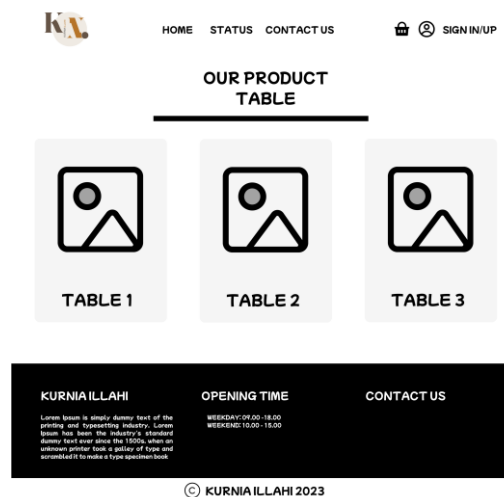 HOME STATUS CONTACT US SIGN IN/UP
OUR PRODUCT
TABLE
TABLE 1 TABLE 2 TABLE 3
KURNIA ILLAHI OPENING TIME CONTACT US
Lorem Ipsum is simply dummy text of the
printing and typesetting industry. Lorem
Ipsum has been the industry's standard
dummy text ever since the 1500s, when an
unknown printer took a galley of type and
scrambled it to make a type specimen book
WEEKDAY: 09.00 -18.00
WEEKEND: 10.00 - 15.00
© KURNIA ILLAHI 2023